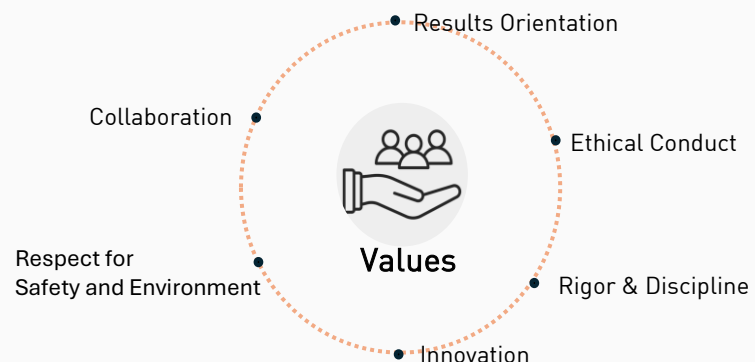 Results Orientation
Collaboration
Ethical Conduct
Values
Respect for
Safety and Environment
Rigor & Discipline
Innovation